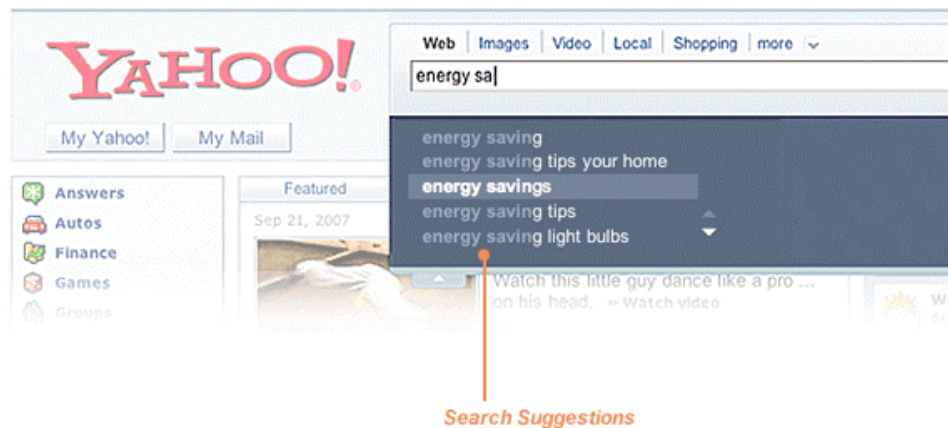 YAHOO!
Web | Images | Video | Local | Shopping | more
energy sa
My Yahoo! My Mail
energy saving
energy saving tips your home
energy savings
energy saving tips
energy saving light bulbs
Answers
Autos
Finance
Games
Groups
Featured
Sep 21, 2007
Watch this little guy dance like a pro ...
on his head. » Watch video
Search Suggestions